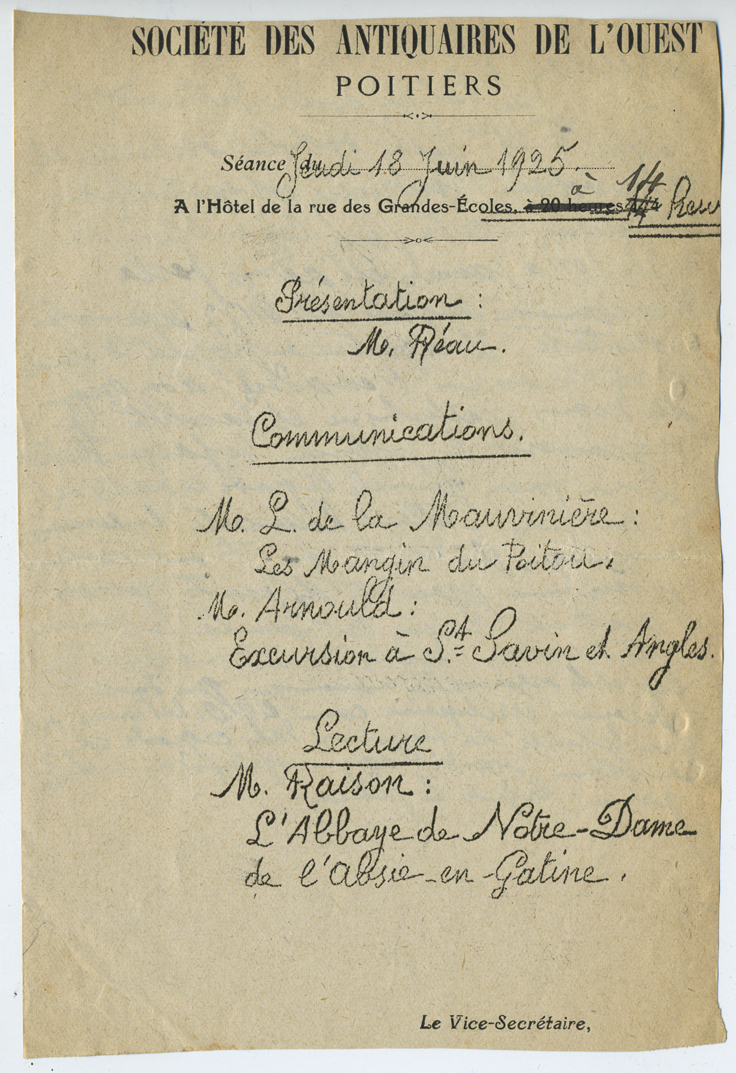 SOCIÉTÉ DES ANTIQUAIRES DE L'OUEST
POITIERS
Séance du Jeudi 18 Juin 1925.
A l'Hôtel de la rue des Grandes-Écoles, à 20 heures à 14 heu
Présentation :
M. Réau.
Communications.
M. L. de la Mauvinière :
Les Mangin du Poitou.
M. Arnould :
Excursion à St. Savin et Angles.
Lecture
M. Raison :
L'Abbaye de Notre-Dame
de l'Absie-en-Gatine.
Le Vice-Secrétaire,